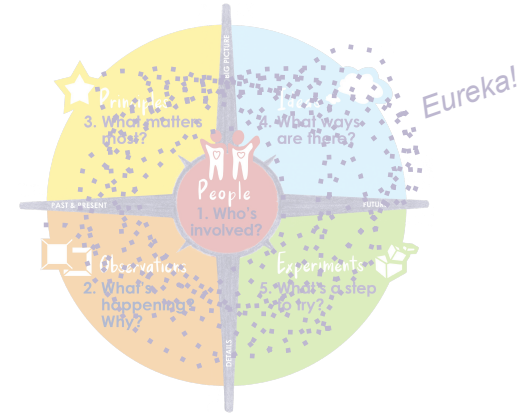 BIG PICTURE
Eureka!
Principles
3. What matters
most?
Ideas
4. What ways
are there?
People
1. Who's
involved?
PAST & PRESENT
FUTURE
Observations
2. What's
happening?
Why?
Experiments
5. What's a step
to try?
DETAILS